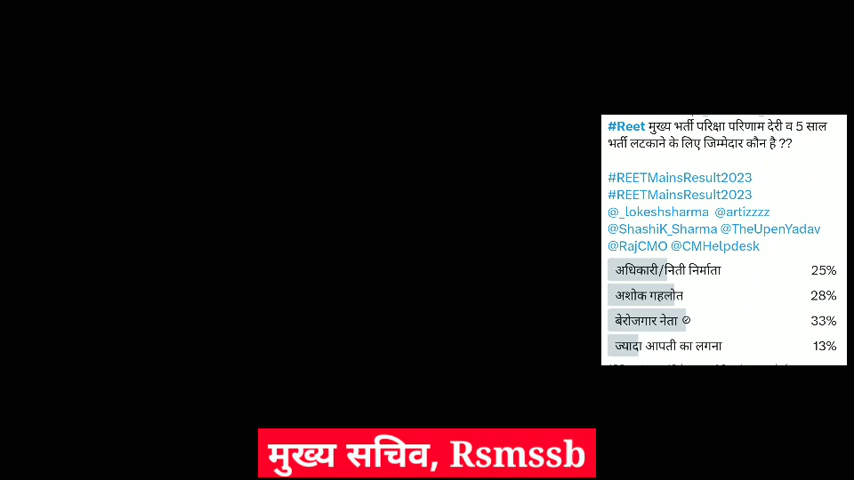 #Reet मुख्य भर्ती परिक्षा परिणाम देरी व 5 साल
भर्ती लटकाने के लिए जिम्मेदार कौन है ??
#REETMainsResult2023
#REETMainsResult2023
@_lokeshsharma @artizzzz
@ShashiK_Sharma @TheUpenYadav
@RajCMO @CMHelpdesk
अधिकारी/निती निर्माता 25%
अशोक गहलोत 28%
बेरोजगार नेता 33%
ज्यादा आपती का लगना 13%
मुख्य सचिव, Rsmssb